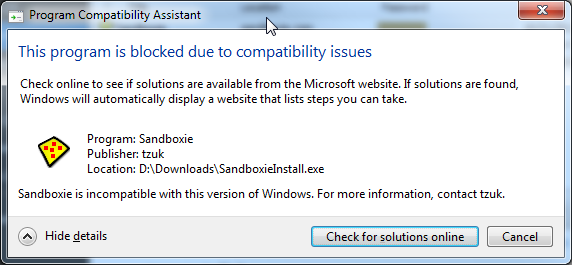 Program Compatibility Assistant
This program is blocked due to compatibility issues
Check online to see if solutions are available from the Microsoft website. If solutions are found,
Windows will automatically display a website that lists steps you can take.
Program: Sandboxie
Publisher: tzuk
Location: D:\Downloads\SandboxieInstall.exe
Sandboxie is incompatible with this version of Windows. For more information, contact tzuk.
Hide details
Check for solutions online
Cancel